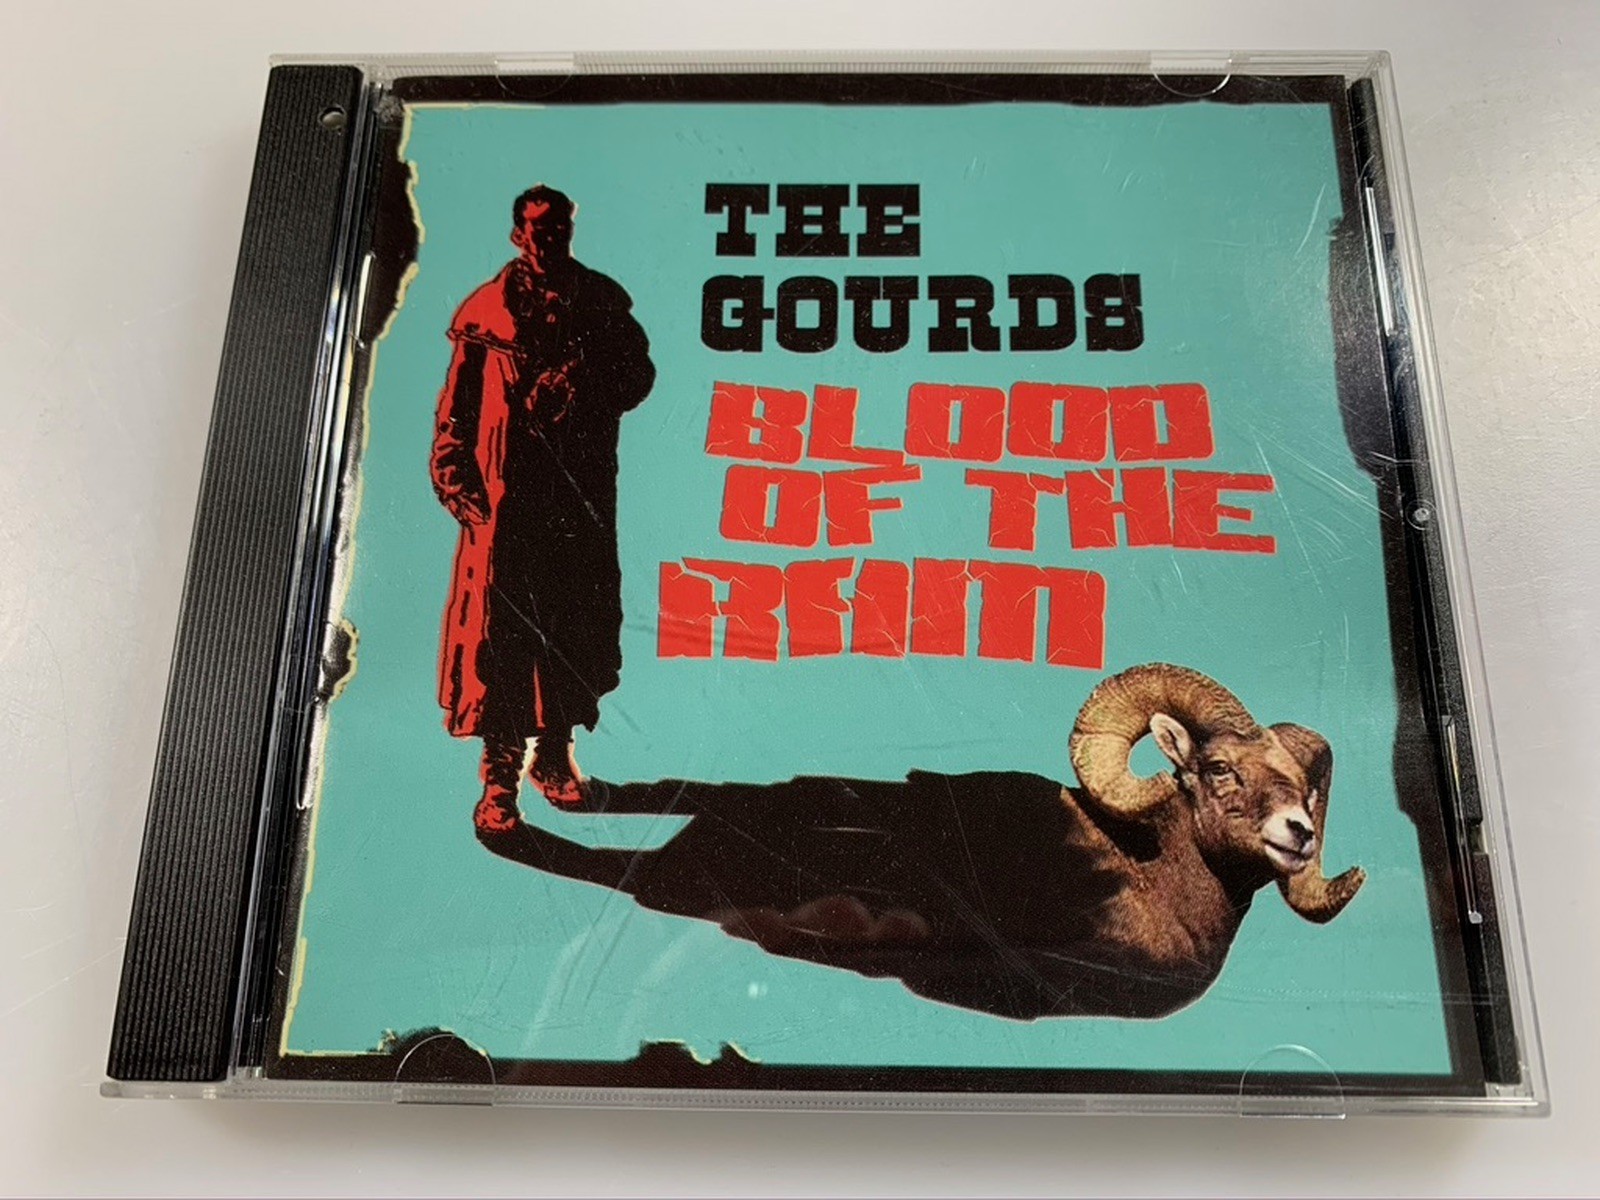 THE
GOURDS
BLOOD
OF THE
RAM